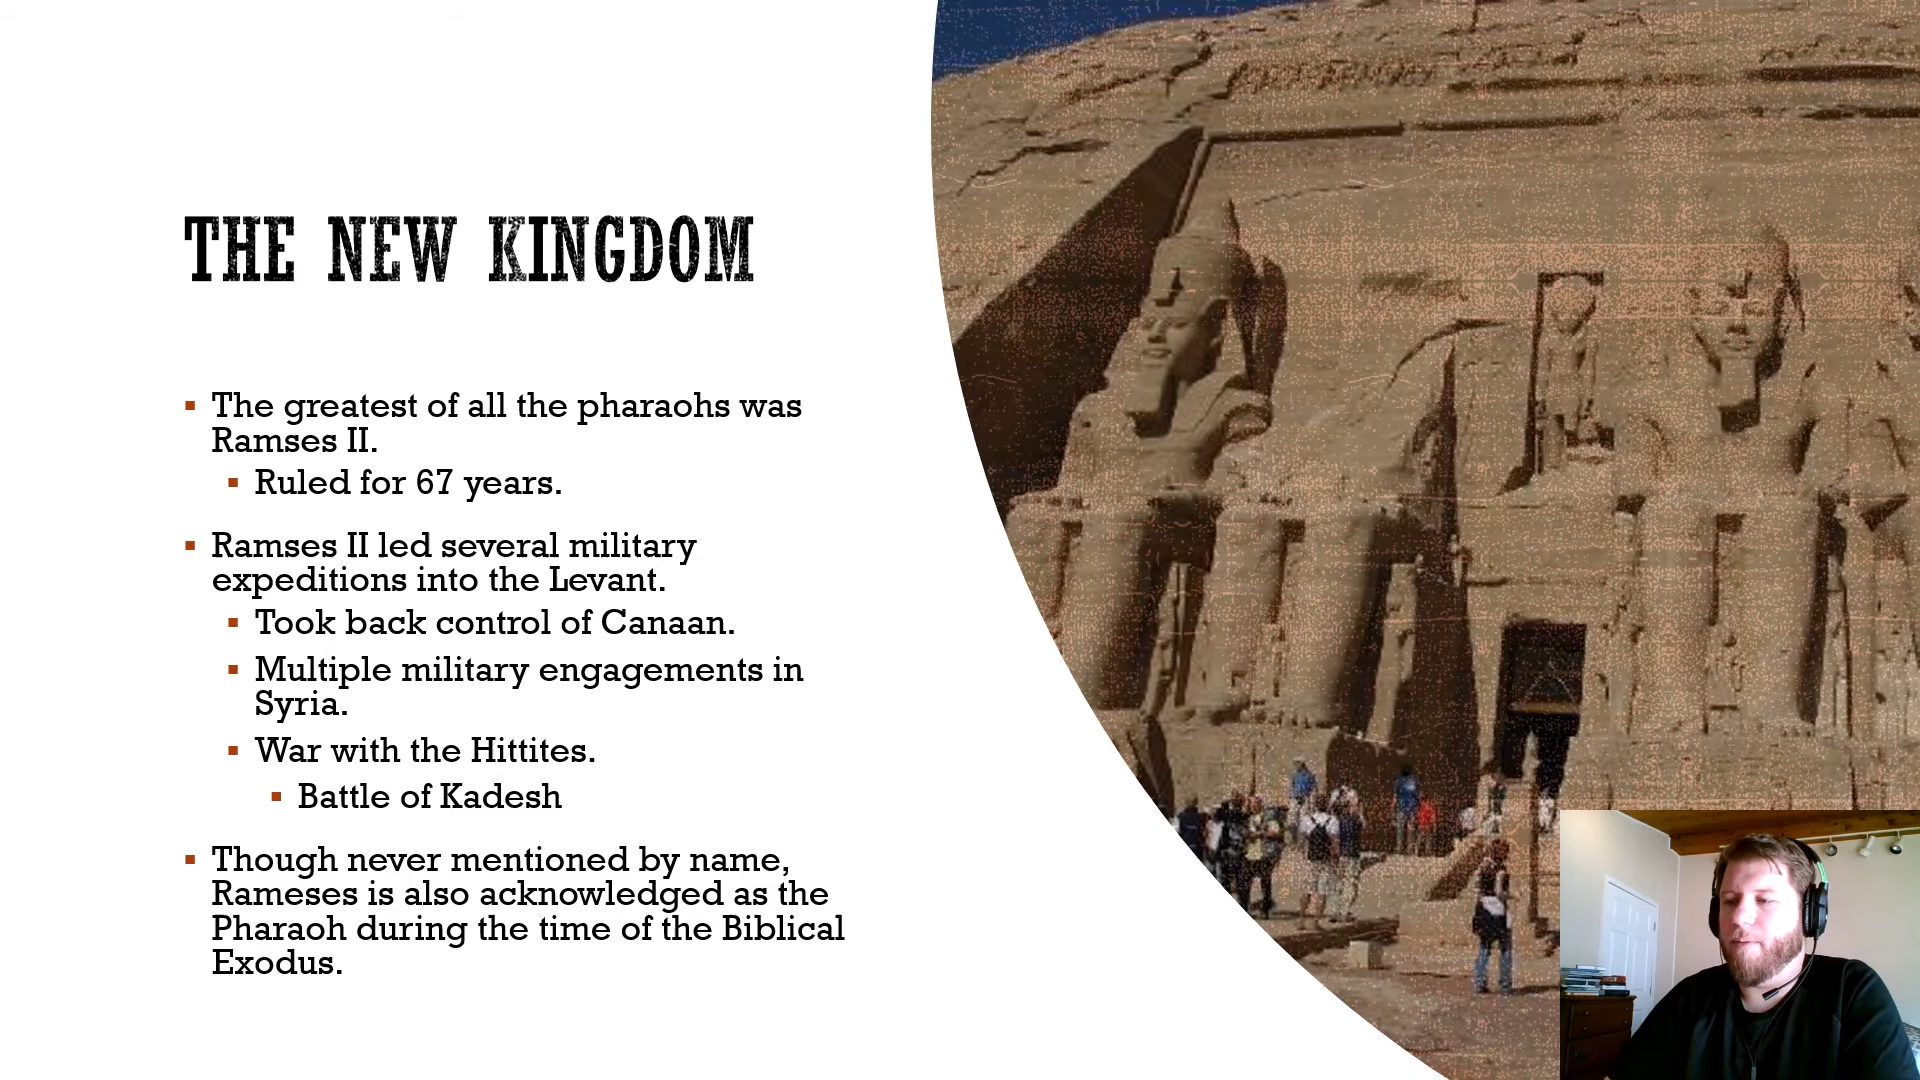 THE NEW KINGDOM
The greatest of all the pharaohs was
Ramses II.
Ruled for 67 years.
Ramses II led several military
expeditions into the Levant.
Took back control of Canaan.
Multiple military engagements in
Syria.
War with the Hittites.
Battle of Kadesh
Though never mentioned by name,
Rameses is also acknowledged as the
Pharaoh during the time of the Biblical
Exodus.